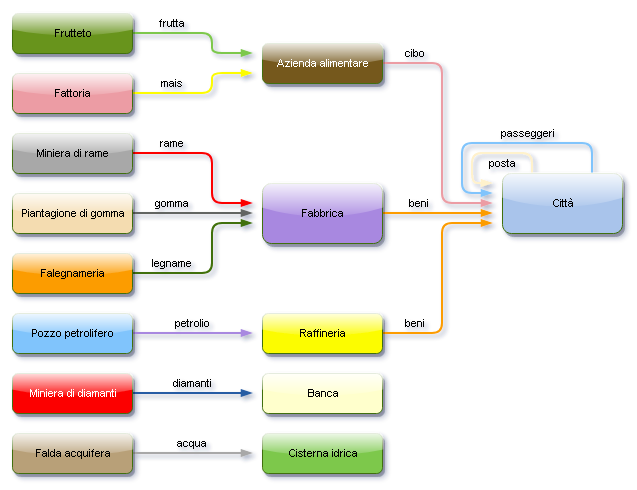 Frutteto
frutta
Azienda alimentare
cibo
Fattoria
mais
Miniera di rame
rame
passeggeri
posta
Piantagione di gomma
gomma
Fabbrica
beni
Città
Falegnameria
legname
Pozzo petrolifero
petrolio
Raffineria
beni
Miniera di diamanti
diamanti
Banca
Falda acquifera
acqua
Cisterna idrica